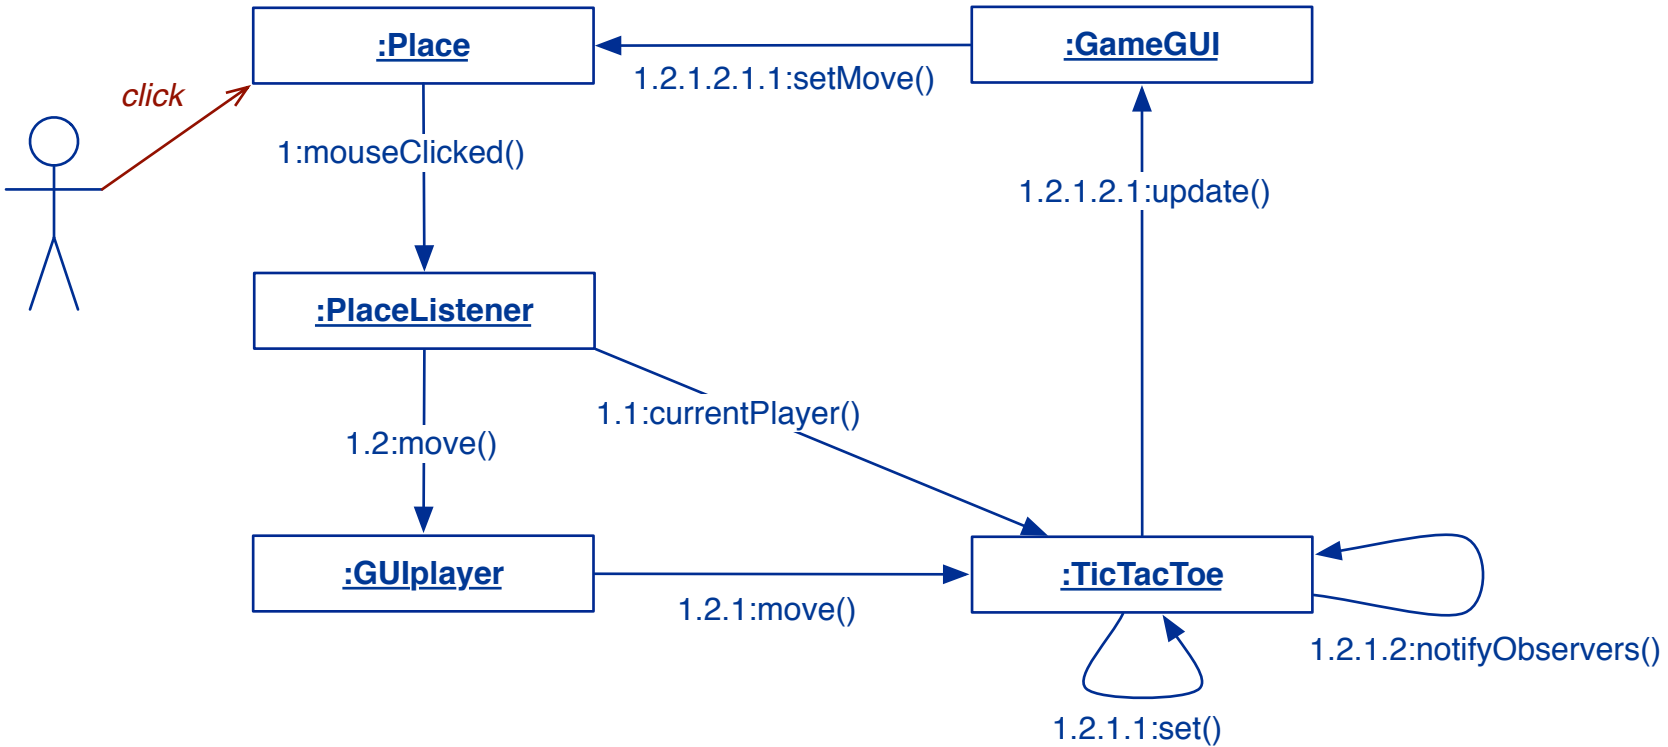 :Place
:GameGUI
click
1.2.1.2.1.1:setMove()
1:mouseClicked()
1.2.1.2.1:update()
:PlaceListener
1.1:currentPlayer()
1.2:move()
:GUIplayer
:TicTacToe
1.2.1:move()
1.2.1.2:notifyObservers()
1.2.1.1:set()